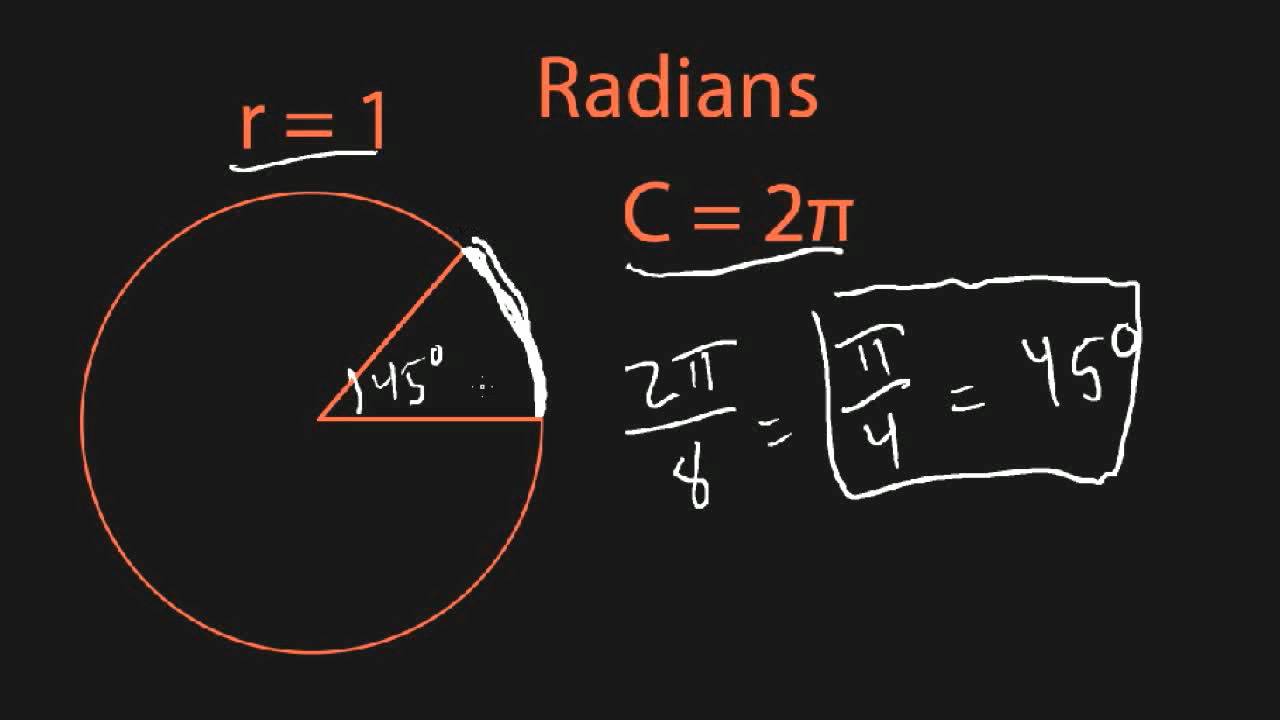 Radians
r = 1
C = 2π
45°
2π/8 = π/4 = 45°